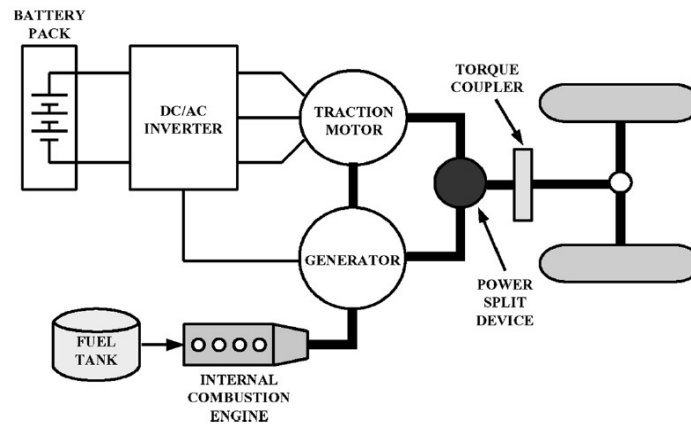 BATTERY
PACK
DC/AC
INVERTER
TRACTION
MOTOR
TORQUE
COUPLER
GENERATOR
POWER
SPLIT
DEVICE
FUEL
TANK
INTERNAL
COMBUSTION
ENGINE